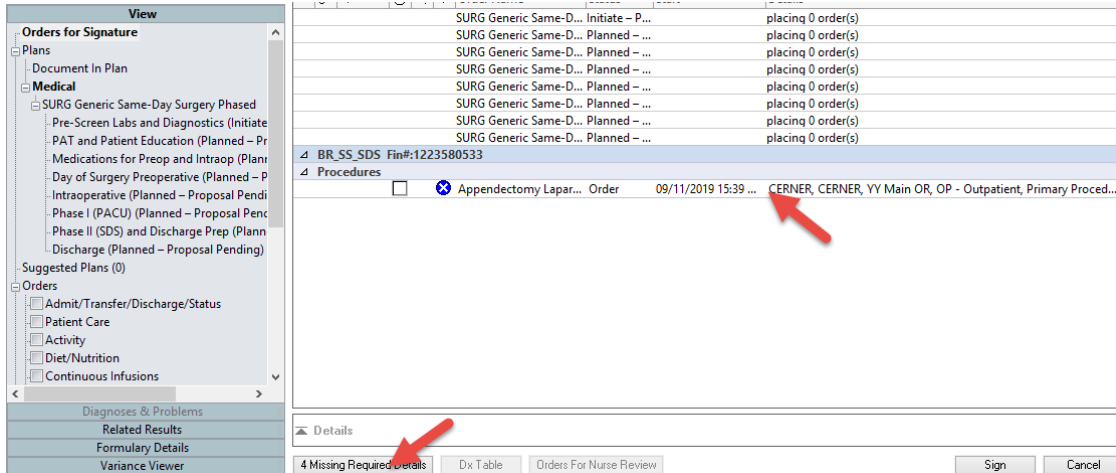 View
Orders for Signature
Plans
Document In Plan
Medical
SURG Generic Same-Day Surgery Phased
Pre-Screen Labs and Diagnostics (Initiate
PAT and Patient Education (Planned – Pr
Medications for Preop and Intraop (Plann
Day of Surgery Preoperative (Planned – P
Intraoperative (Planned – Proposal Pendi
Phase I (PACU) (Planned – Proposal Pend
Phase II (SDS) and Discharge Prep (Plann
Discharge (Planned – Proposal Pending)
Suggested Plans (0)
Orders
Admit/Transfer/Discharge/Status
Patient Care
Activity
Diet/Nutrition
Continuous Infusions
Diagnoses & Problems
Related Results
Formulary Details
Variance Viewer
SURG Generic Same-D... Initiate – P... placing 0 order(s)
SURG Generic Same-D... Planned – ... placing 0 order(s)
SURG Generic Same-D... Planned – ... placing 0 order(s)
SURG Generic Same-D... Planned – ... placing 0 order(s)
SURG Generic Same-D... Planned – ... placing 0 order(s)
SURG Generic Same-D... Planned – ... placing 0 order(s)
SURG Generic Same-D... Planned – ... placing 0 order(s)
SURG Generic Same-D... Planned – ... placing 0 order(s)
BR_SS_SDS Fin#:1223580533
Procedures
Appendectomy Lapar... Order 09/11/2019 15:39 ... CERNER, CERNER, YY Main OR, OP - Outpatient, Primary Proced...
Details
4 Missing Required Details Dx Table Orders For Nurse Review Sign Cancel